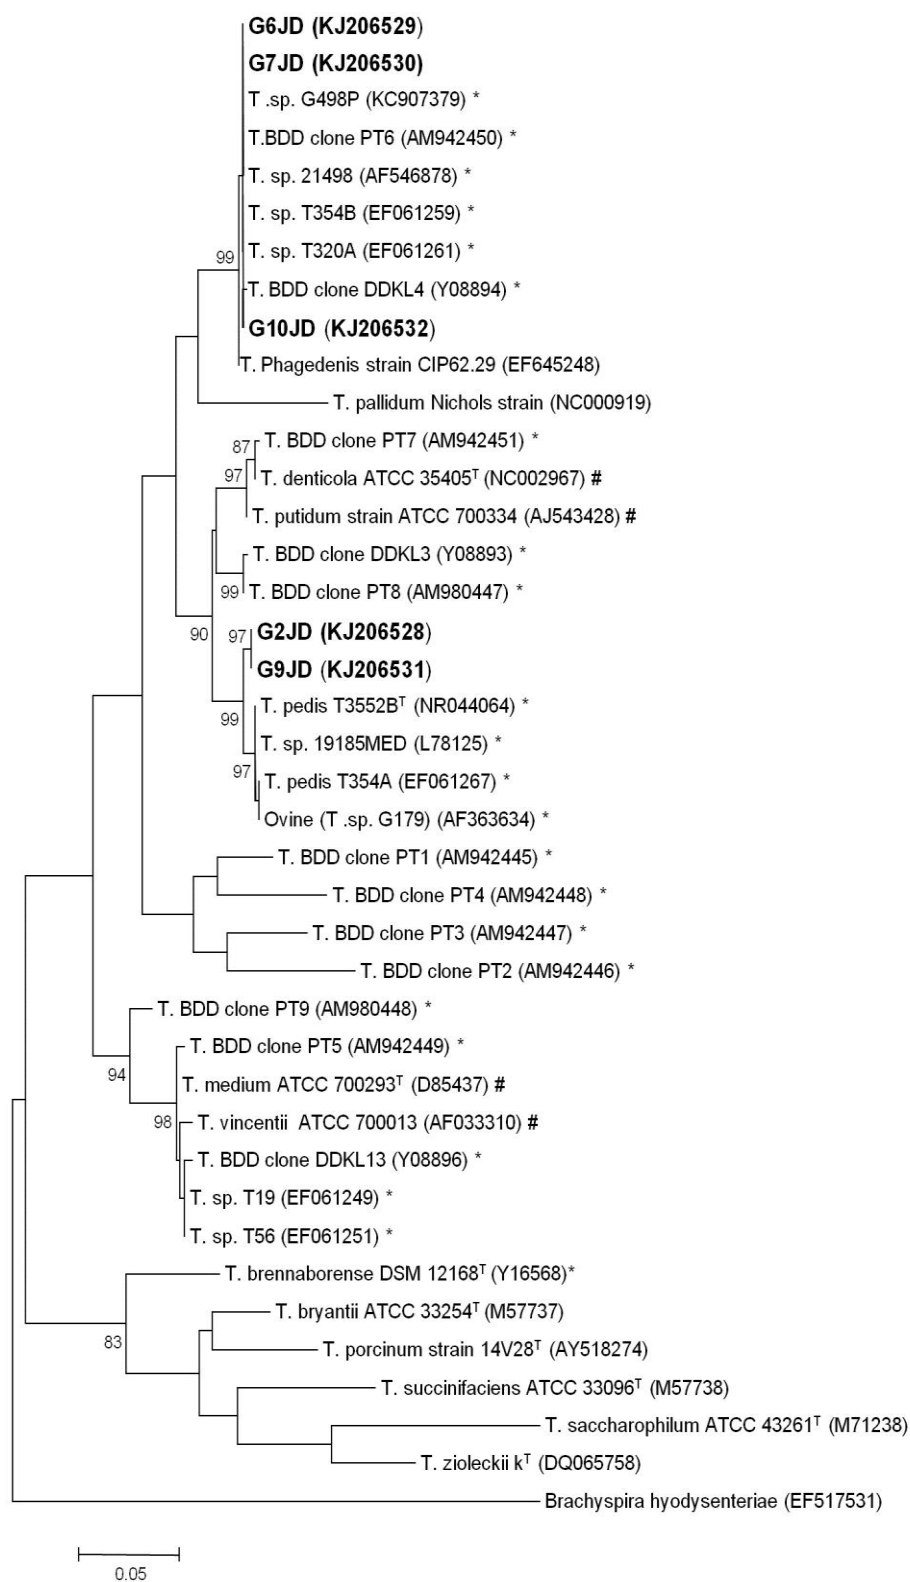 G6JD (KJ206529)
G7JD (KJ206530)
T .sp. G498P (KC907379) *
T.BDD clone PT6 (AM942450) *
T. sp. 21498 (AF546878) *
T. sp. T354B (EF061259) *
T. sp. T320A (EF061261) *
99
T. BDD clone DDKL4 (Y08894) *
G10JD (KJ206532)
T. Phagedenis strain CIP62.29 (EF645248)
T. pallidum Nichols strain (NC000919)
T. BDD clone PT7 (AM942451) *
87
97
T. denticola ATCC 35405ᵀ (NC002967) #
T. putidum strain ATCC 700334 (AJ543428) #
T. BDD clone DDKL3 (Y08893) *
99
T. BDD clone PT8 (AM980447) *
90
97
G2JD (KJ206528)
G9JD (KJ206531)
T. pedis T3552Bᵀ (NR044064) *
99
T. sp. 19185MED (L78125) *
97
T. pedis T354A (EF061267) *
Ovine (T .sp. G179) (AF363634) *
T. BDD clone PT1 (AM942445) *
T. BDD clone PT4 (AM942448) *
T. BDD clone PT3 (AM942447) *
T. BDD clone PT2 (AM942446) *
T. BDD clone PT9 (AM980448) *
T. BDD clone PT5 (AM942449) *
94
T. medium ATCC 700293ᵀ (D85437) #
98
T. vincentii ATCC 700013 (AF033310) #
T. BDD clone DDKL13 (Y08896) *
T. sp. T19 (EF061249) *
T. sp. T56 (EF061251) *
T. brennaborense DSM 12168ᵀ (Y16568)*
T. bryantii ATCC 33254ᵀ (M57737)
83
T. porcinum strain 14V28ᵀ (AY518274)
T. succinifaciens ATCC 33096ᵀ (M57738)
T. saccharophilum ATCC 43261ᵀ (M71238)
T. zioleckii kᵀ (DQ065758)
Brachyspira hyodysenteriae (EF517531)
0.05